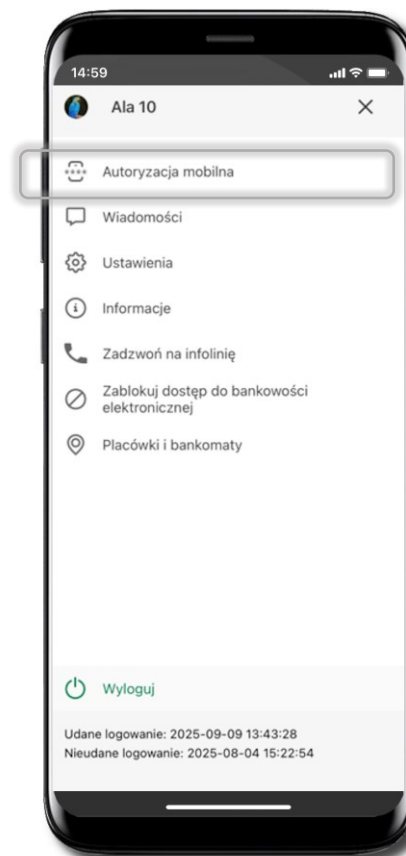 14:59
Ala 10
Autoryzacja mobilna
Wiadomości
Ustawienia
Informacje
Zadzwoń na infolinię
Zablokuj dostęp do bankowości
elektronicznej
Placówki i bankomaty
Wyloguj
Udane logowanie: 2025-09-09 13:43:28
Nieudane logowanie: 2025-08-04 15:22:54